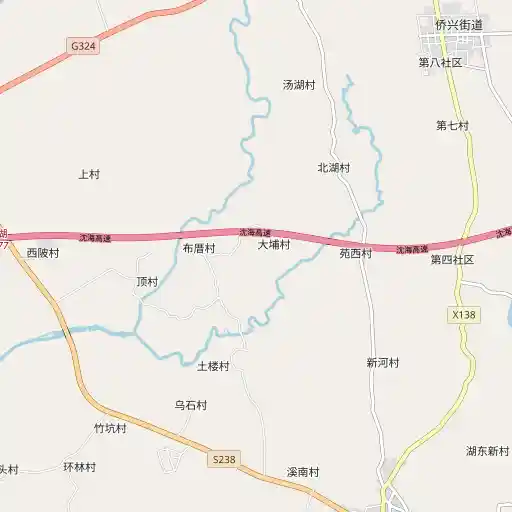 侨兴街道
G324
第八社区
汤湖村
第七村
北湖村
上村
湖
77
沈海高速
沈海高速
沈海高速
沈海
西陂村
布厝村
大埔村
苑西村
第四社区
顶村
X138
新河村
土楼村
乌石村
竹坑村
湖东新村
S238
头村
环林村
溪南村